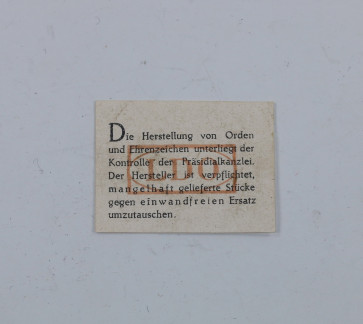 Die Herstellung von Orden
und Ehrenzeichen unterliegt der
Kontrolle der Präsidialkanzlei.
Der Hersteller ist verpflichtet,
mangelhaft gelieferte Stücke
gegen einwandfreien Ersatz
umzutauschen.
LDO